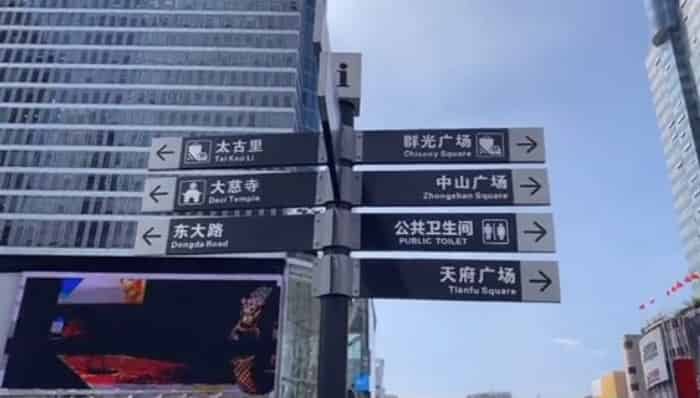 i
太古里
Tai Koo Li
大慈寺
Daci Temple
东大路
Dongda Road
群光广场
Chicony Square
中山广场
Zhongshan Square
公共卫生间
PUBLIC TOILET
天府广场
Tianfu Square